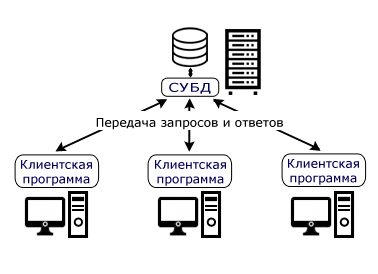 СУБД
Передача запросов и ответов
Клиентская
программа
Клиентская
программа
Клиентская
программа